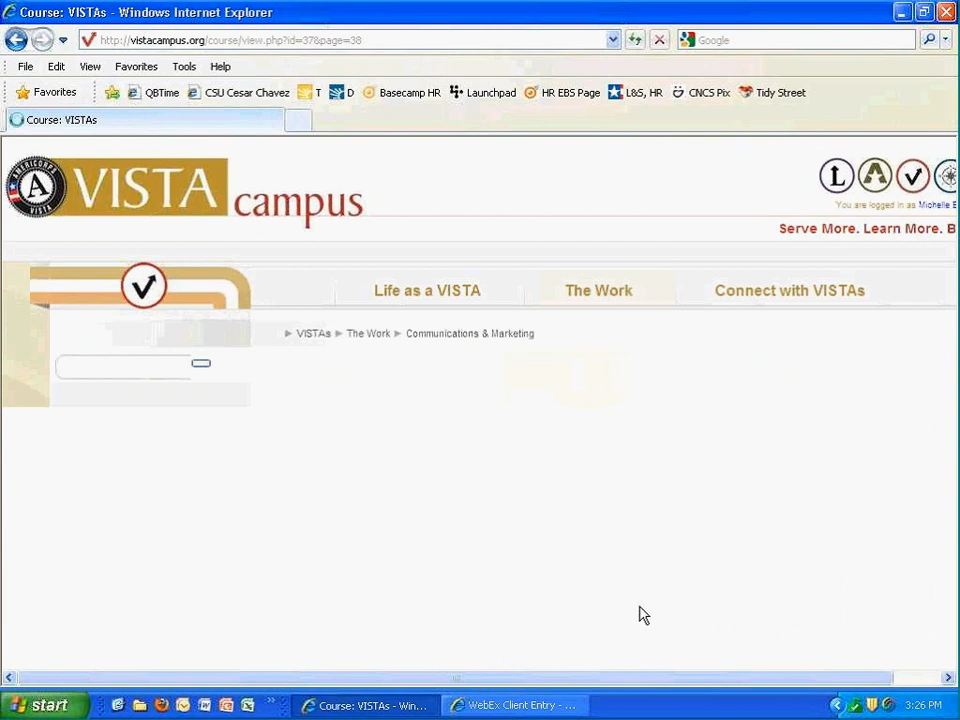 Course: VISTAs - Windows Internet Explorer
http://vistacampus.org/course/view.php?id=37&page=38
Google
File Edit View Favorites Tools Help
Favorites QBTime CSU Cesar Chavez T D Basecamp HR Launchpad HR EBS Page L&S, HR CNCS Pix Tidy Street
Course: VISTAs
AMERICORPS
A
VISTA
VISTA campus
L A
You are logged in as Michelle B
Serve More. Learn More. B
Life as a VISTA The Work Connect with VISTAs
VISTAs The Work Communications & Marketing
start Course: VISTAs - Win... WebEx Client Entry - ... 3:26 PM